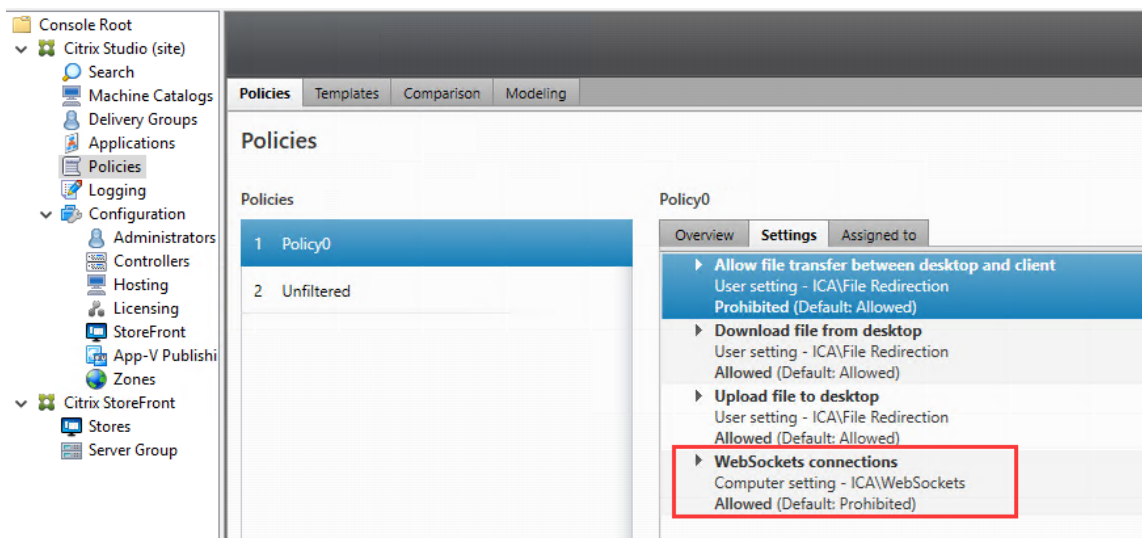 Console Root
Citrix Studio (site)
Search
Machine Catalogs
Delivery Groups
Applications
Policies
Logging
Configuration
Administrators
Controllers
Hosting
Licensing
StoreFront
App-V Publishi
Zones
Citrix StoreFront
Stores
Server Group
Policies Templates Comparison Modeling
Policies
Policies
1 Policy0
2 Unfiltered
Policy0
Overview Settings Assigned to
Allow file transfer between desktop and client
User setting - ICA\File Redirection
Prohibited (Default: Allowed)
Download file from desktop
User setting - ICA\File Redirection
Allowed (Default: Allowed)
Upload file to desktop
User setting - ICA\File Redirection
Allowed (Default: Allowed)
WebSockets connections
Computer setting - ICA\WebSockets
Allowed (Default: Prohibited)